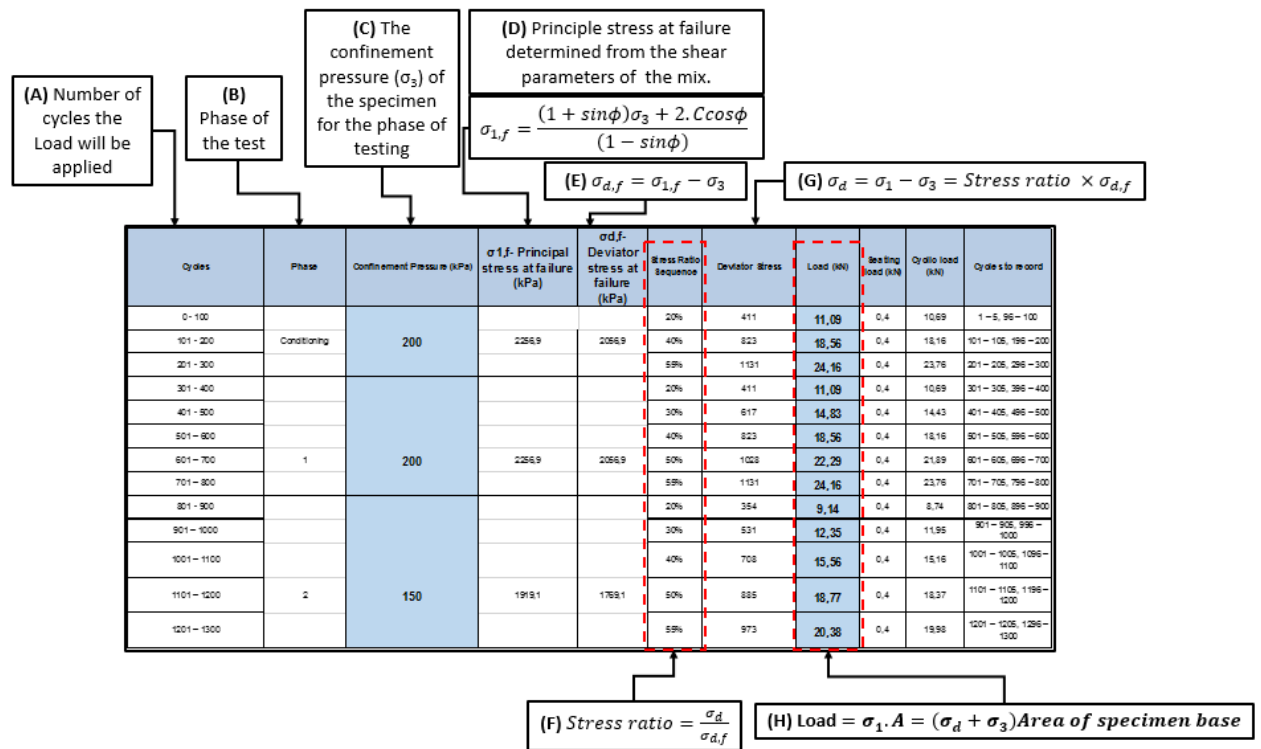 (A) Number of
cycles the
Load will be
applied
(B)
Phase of
the test
(C) The
confinement
pressure (σ₃) of
the specimen
for the phase of
testing
(D) Principle stress at failure
determined from the shear
parameters of the mix.
σ₁,f = (1 + sinϕ)σ₃ + 2.Ccosϕ / (1 − sinϕ)
(E) σd,f = σ₁,f − σ₃
(G) σd = σ₁ − σ₃ = Stress ratio × σd,f
Cycles | Phase | Confinement Pressure (kPa) | σ1,f- Principal stress at failure (kPa) | σd,f- Deviator stress at failure (kPa) | Stress Ratio Sequence | Deviator Stress | Load (kN) | Seating load (kN) | Cyclic load (kN) | Cycles to record
0 - 100 | 20% | 411 | 11,09 | 0,4 | 10,69 | 1 – 5, 96 – 100
101 - 200 | Conditioning | 200 | 2256,9 | 2056,9 | 40% | 823 | 18,56 | 0,4 | 18,16 | 101 – 105, 196 – 200
201 - 300 | 55% | 1131 | 24,16 | 0,4 | 23,76 | 201 – 205, 296 – 300
301 - 400 | 20% | 411 | 11,09 | 0,4 | 10,69 | 301 – 305, 396 – 400
401 - 500 | 30% | 617 | 14,83 | 0,4 | 14,43 | 401 – 405, 496 – 500
501 – 600 | 40% | 823 | 18,56 | 0,4 | 18,16 | 501 – 505, 596 – 600
601 – 700 | 1 | 200 | 2256,9 | 2056,9 | 50% | 1028 | 22,29 | 0,4 | 21,89 | 601 – 605, 696 – 700
701 – 800 | 55% | 1131 | 24,16 | 0,4 | 23,76 | 701 – 705, 796 – 800
801 - 900 | 20% | 354 | 9,14 | 0,4 | 8,74 | 801 – 805, 896 – 900
901 – 1000 | 30% | 531 | 12,35 | 0,4 | 11,95 | 901 – 905, 996 – 1000
1001 – 1100 | 40% | 708 | 15,56 | 0,4 | 15,16 | 1001 – 1005, 1096 – 1100
1101 – 1200 | 2 | 150 | 1919,1 | 1769,1 | 50% | 885 | 18,77 | 0,4 | 18,37 | 1101 – 1105, 1196 – 1200
1201 – 1300 | 55% | 973 | 20,38 | 0,4 | 19,98 | 1201 – 1205, 1296 – 1300
(F) Stress ratio = σd / σd,f
(H) Load = σ₁.A = (σd + σ₃)Area of specimen base